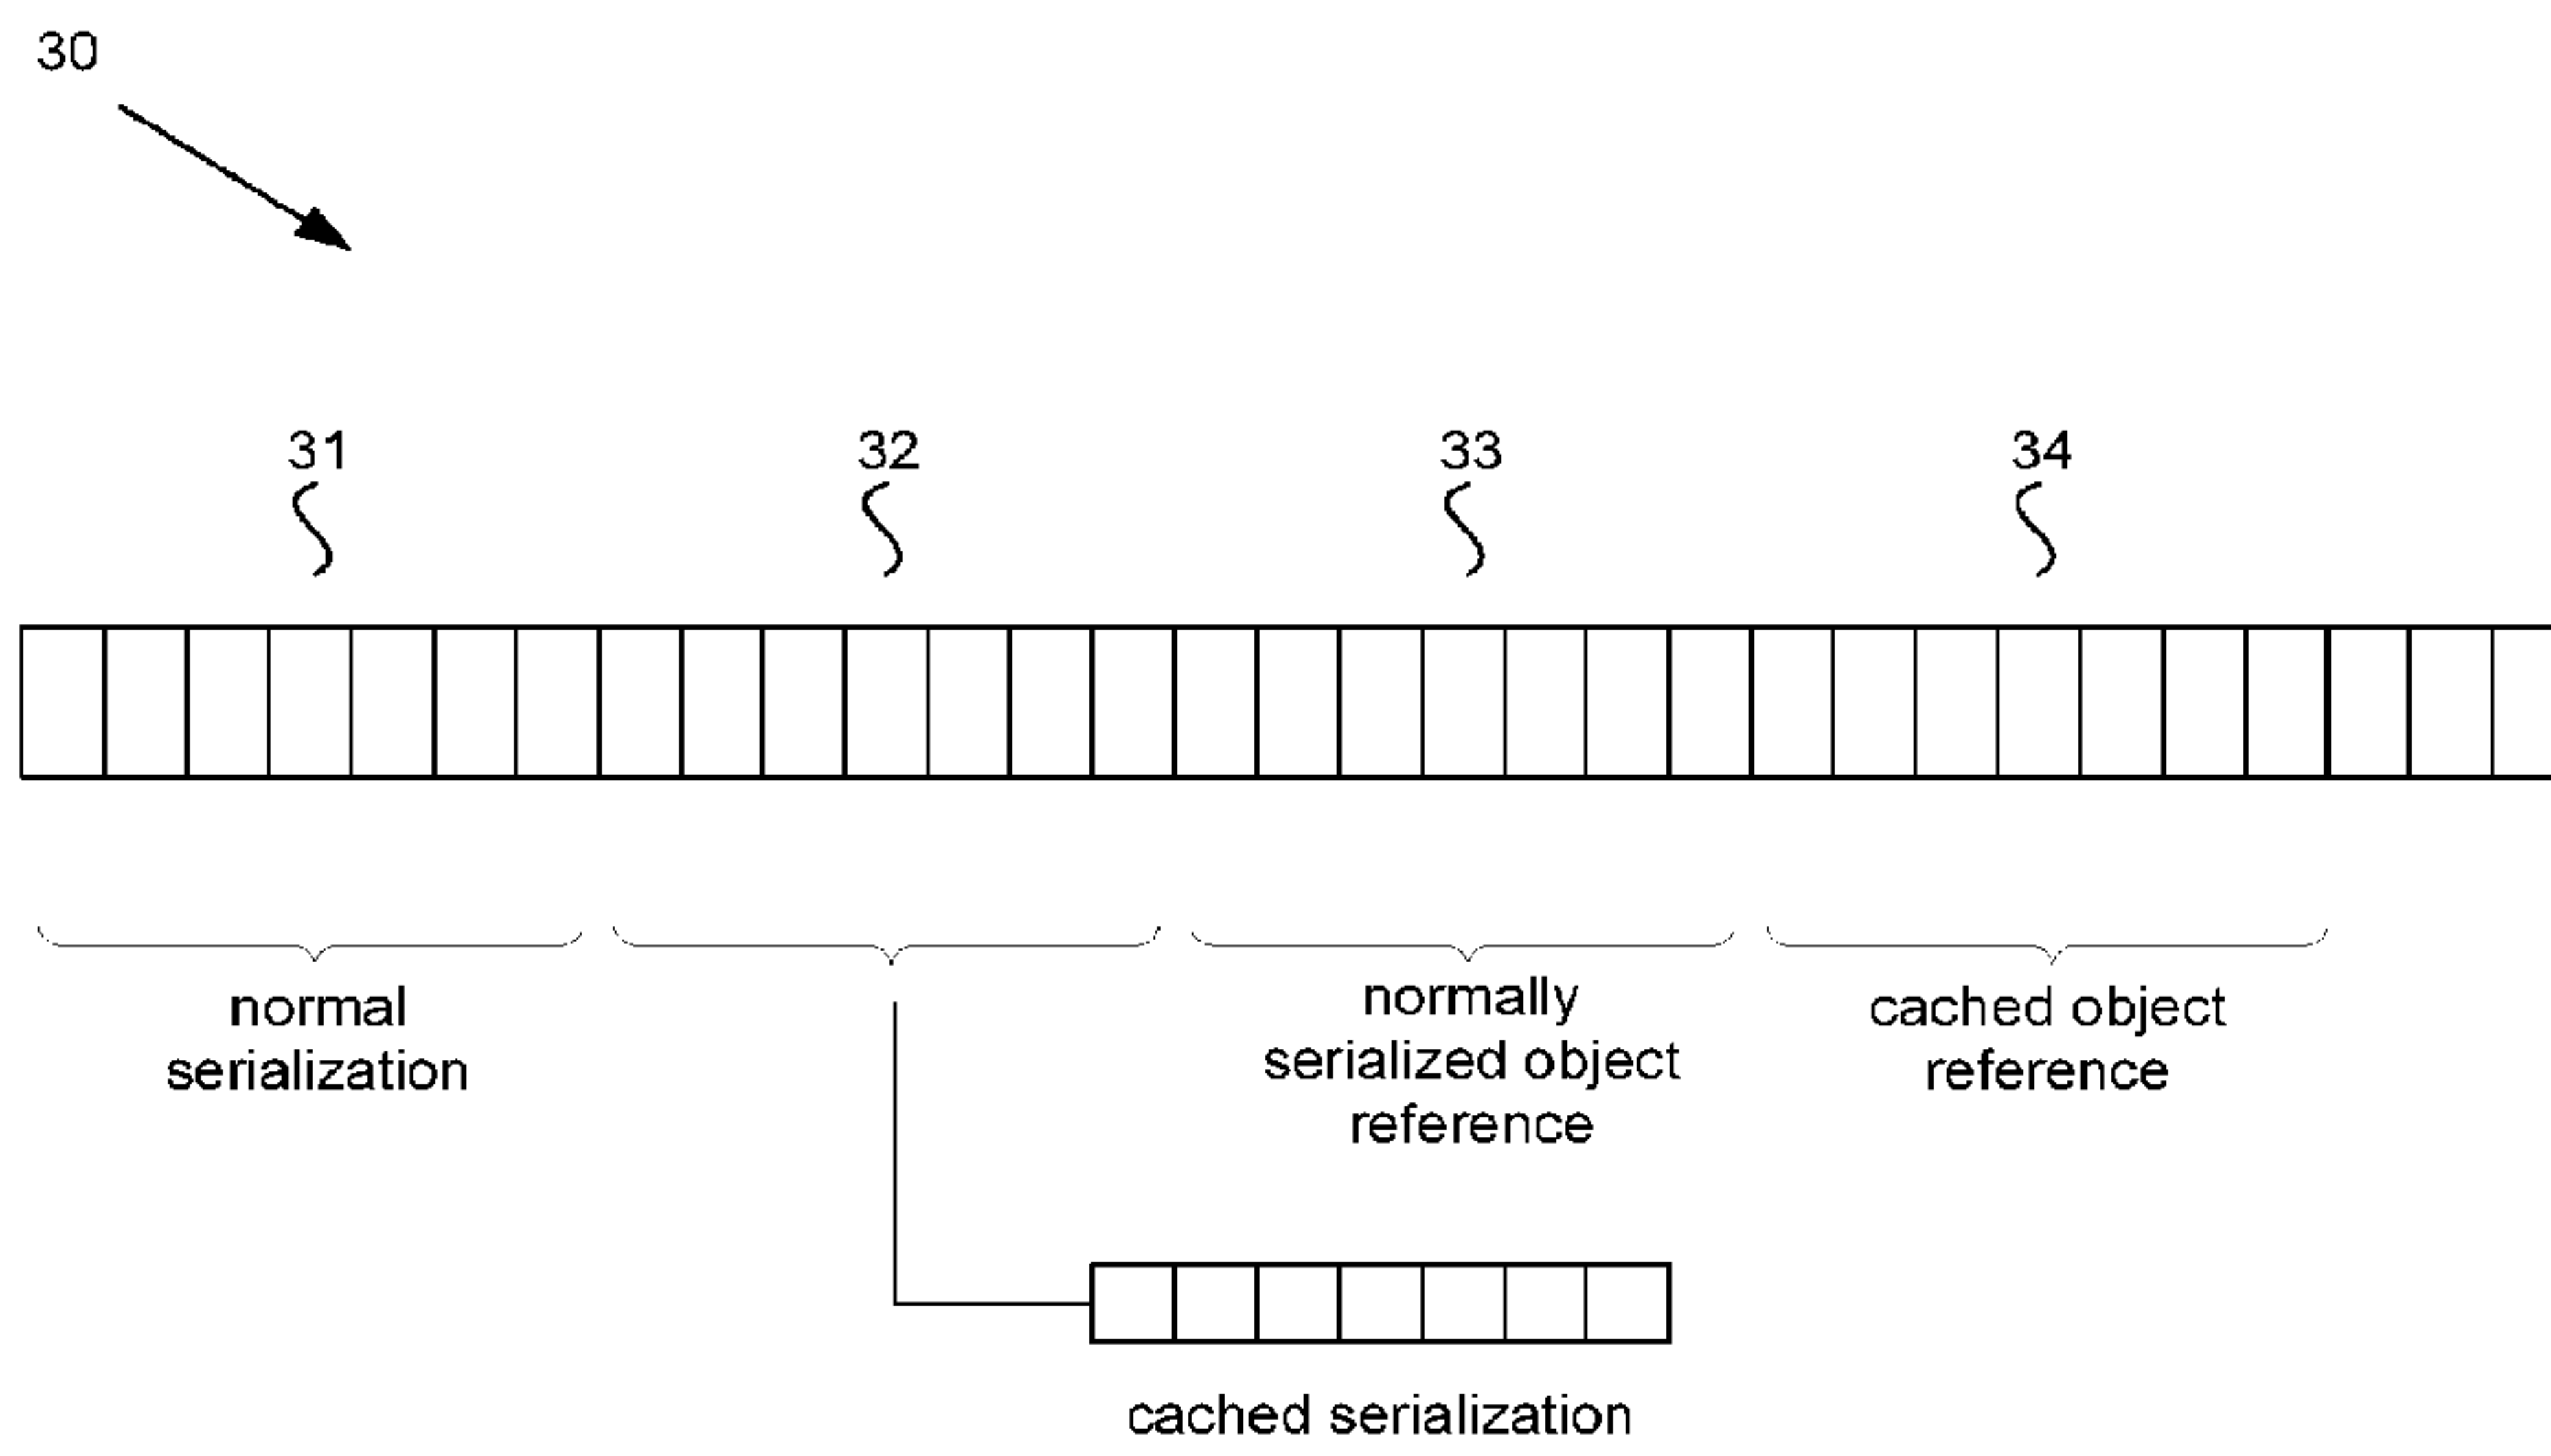 30
31
32
33
34
normal
serialization
normally
serialized object
reference
cached object
reference
cached serialization